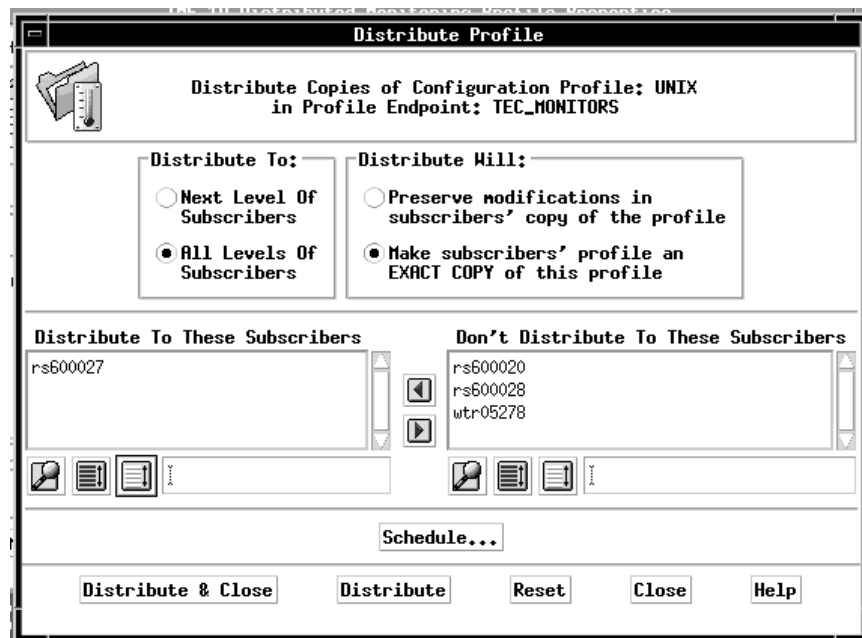 Distribute Profile
Distribute Copies of Configuration Profile: UNIX
in Profile Endpoint: TEC_MONITORS
Distribute To:
Next Level Of
Subscribers
All Levels Of
Subscribers
Distribute Will:
Preserve modifications in
subscribers' copy of the profile
Make subscribers' profile an
EXACT COPY of this profile
Distribute To These Subscribers
rs600027
Don't Distribute To These Subscribers
rs600020
rs600028
wtr05278
Schedule...
Distribute & Close
Distribute
Reset
Close
Help